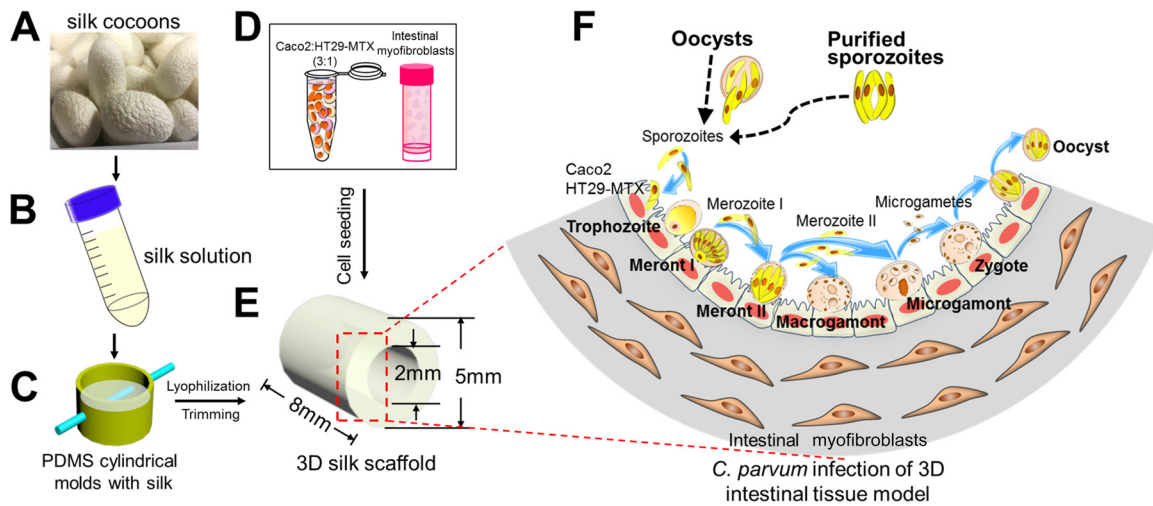 A
silk cocoons
B
silk solution
C
PDMS cylindrical
molds with silk
Lyophilization
Trimming
D
Caco2:HT29-MTX
(3:1)
Intestinal
myofibroblasts
Cell seeding
E
2mm
5mm
8mm
3D silk scaffold
F
Oocysts
Purified
sporozoites
Sporozoites
Caco2
HT29-MTX
Trophozoite
Meront I
Merozoite I
Meront II
Merozoite II
Macrogamont
Microgametes
Microgamont
Zygote
Oocyst
Intestinal myofibroblasts
C. parvum infection of 3D
intestinal tissue model